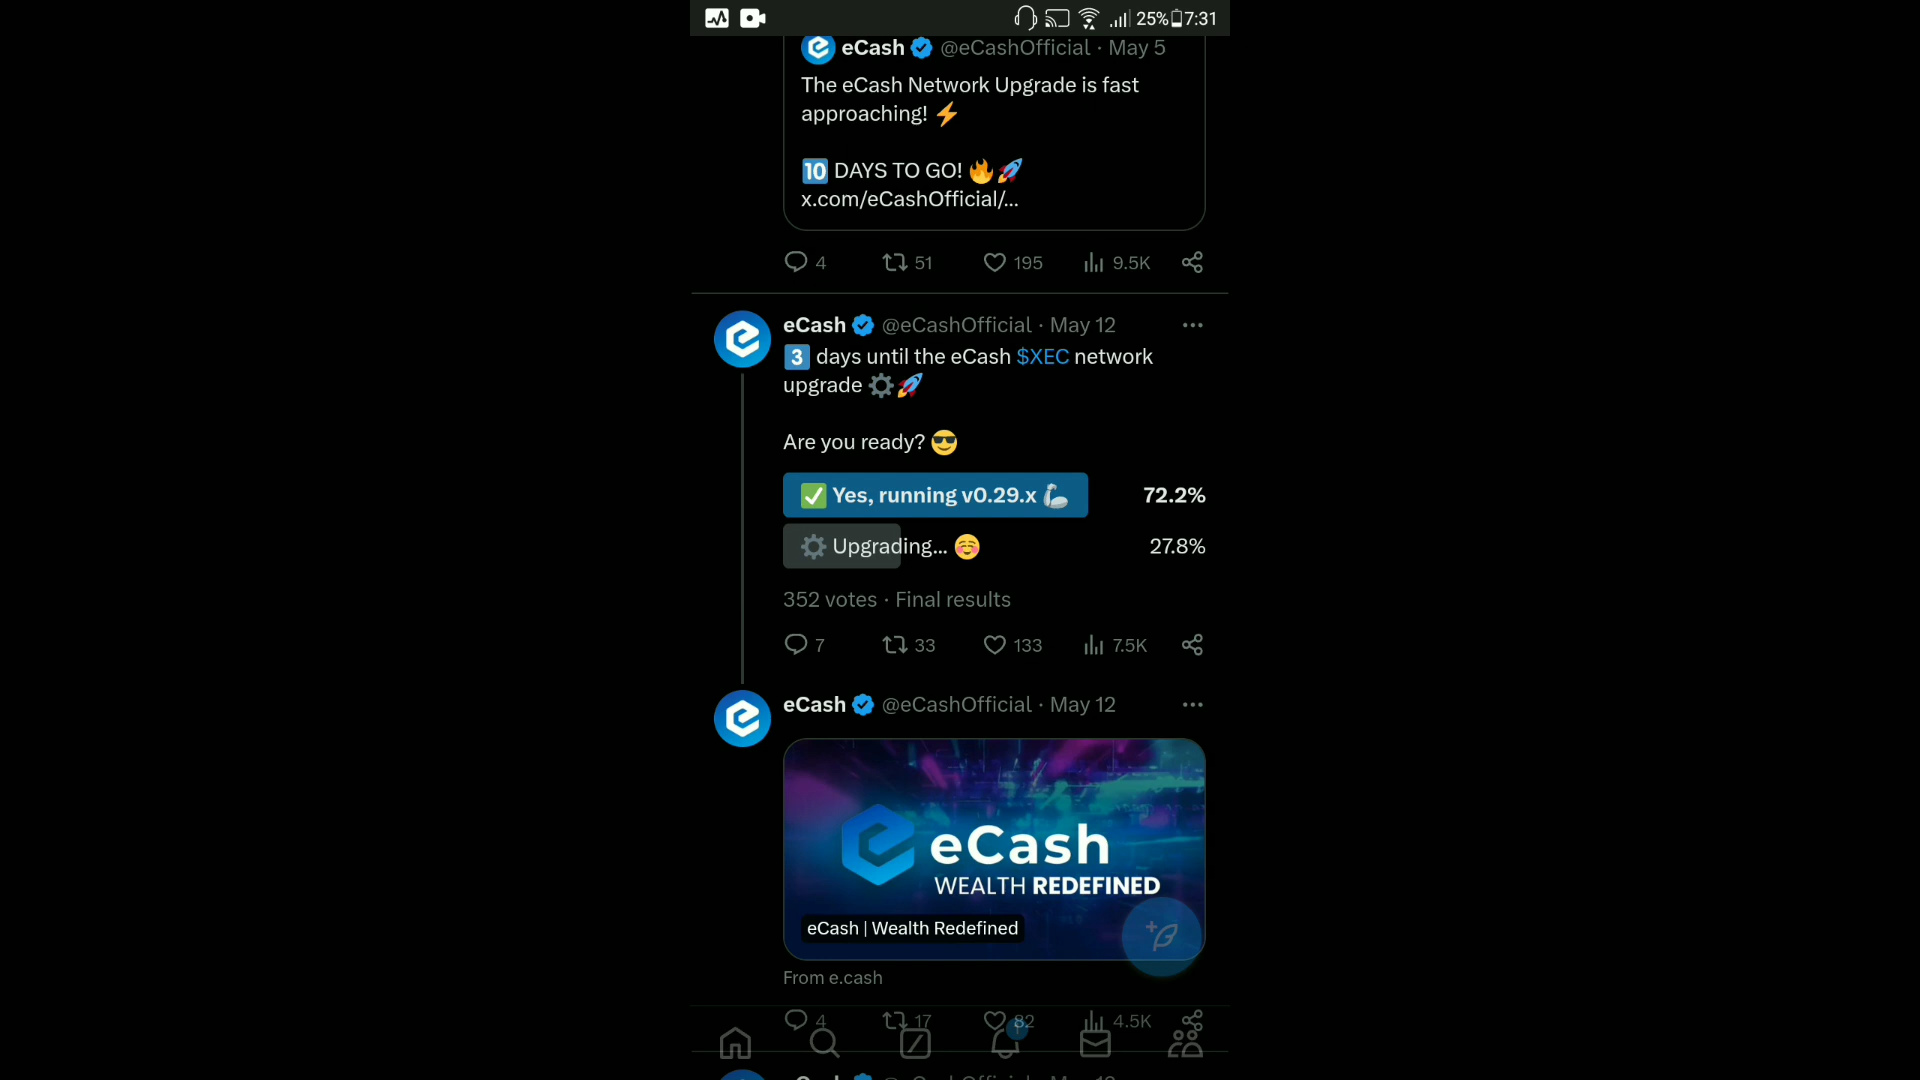 25% 7:31
eCash @eCashOfficial · May 5
The eCash Network Upgrade is fast
approaching! ⚡
🔟 DAYS TO GO! 🔥🚀
x.com/eCashOfficial/...
4 51 195 9.5K
eCash @eCashOfficial · May 12
3️⃣ days until the eCash $XEC network
upgrade ⚙️🚀
Are you ready? 😎
✅ Yes, running v0.29.x 🦾 72.2%
⚙️ Upgrading... ☺️ 27.8%
352 votes · Final results
7 33 133 7.5K
eCash @eCashOfficial · May 12
eCash
WEALTH REDEFINED
eCash | Wealth Redefined
From e.cash
4 17 82 4.5K